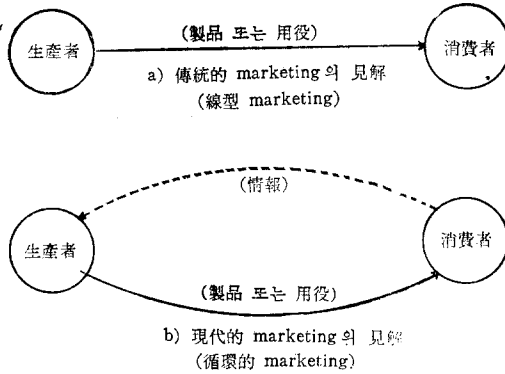 (製品 또는 用役)
生產者
消費者
a) 傳統的 marketing의 見解
(線型 marketing)
(情報)
生產者
消費者
(製品 또는 用役)
b) 現代的 marketing의 見解
(循環的 marketing)